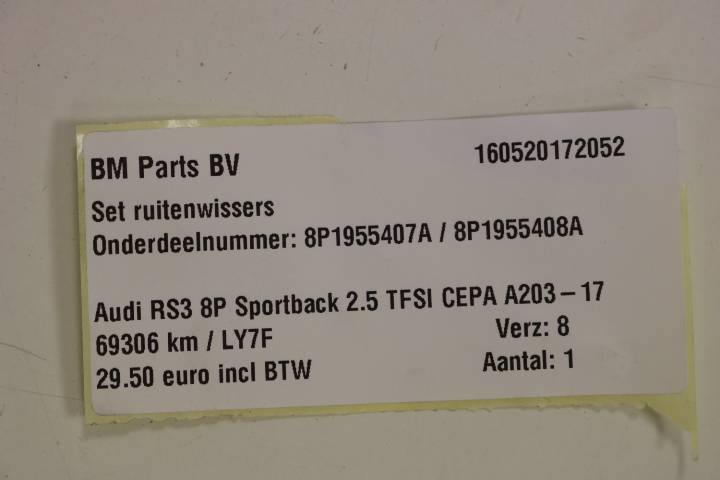 BM Parts BV 160520172052
Set ruitenwissers
Onderdeelnummer: 8P1955407A / 8P1955408A
Audi RS3 8P Sportback 2.5 TFSI CEPA A203-17
69306 km / LY7F Verz: 8
29.50 euro incl BTW Aantal: 1